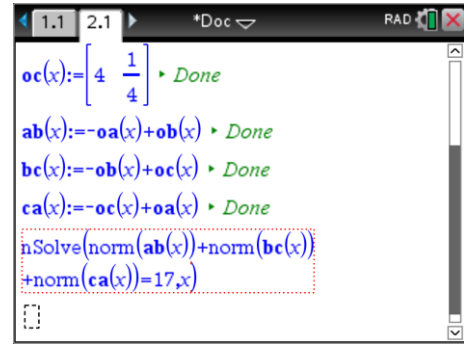 1.1 2.1 *Doc RAD
oc(x):=[4 1/4] ▸ Done
ab(x):=-oa(x)+ob(x) ▸ Done
bc(x):=-ob(x)+oc(x) ▸ Done
ca(x):=-oc(x)+oa(x) ▸ Done
nSolve(norm(ab(x))+norm(bc(x))
+norm(ca(x))=17,x)